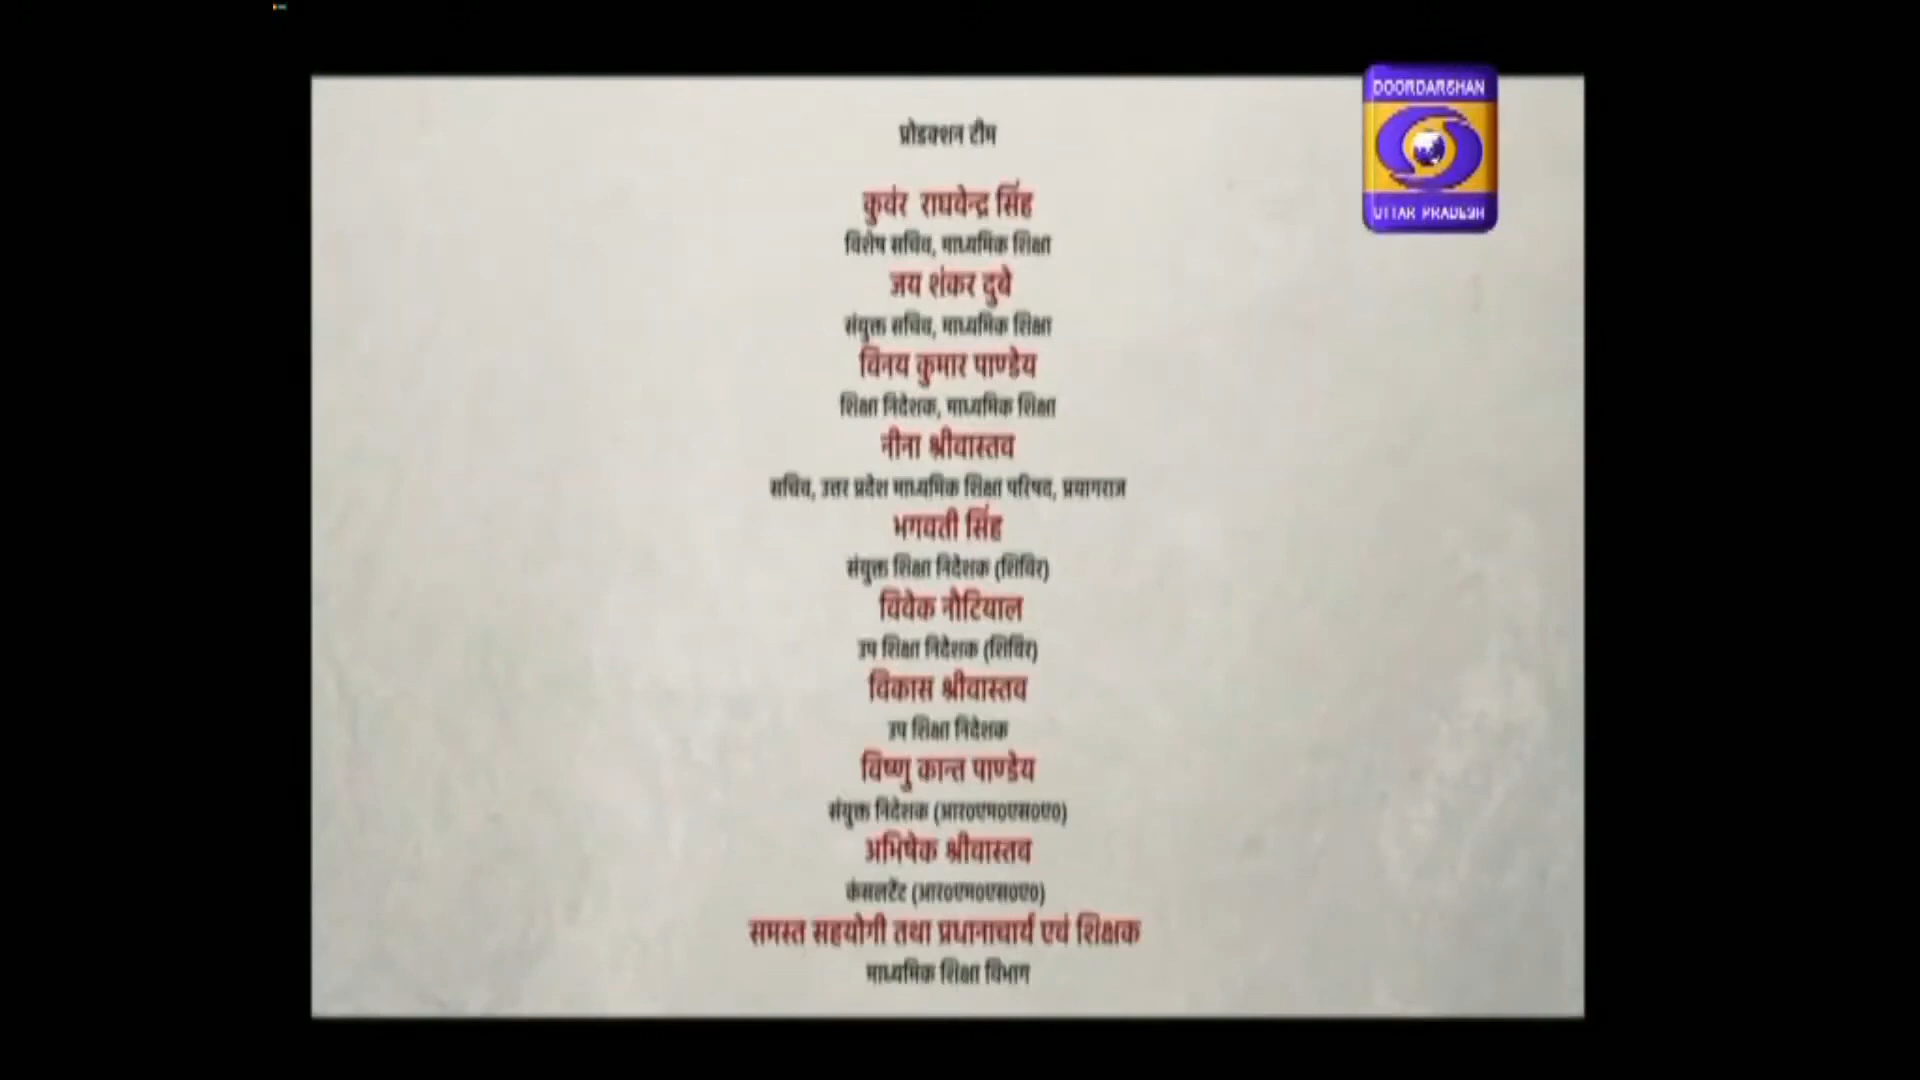 DOORDARSHAN
UTTAR PRADESH
प्रोडक्शन टीम
कुवंर राघवेन्द्र सिंह
विशेष सचिव, माध्यमिक शिक्षा
जय शंकर दुबे
संयुक्त सचिव, माध्यमिक शिक्षा
विनय कुमार पाण्डेय
शिक्षा निदेशक, माध्यमिक शिक्षा
नीना श्रीवास्तव
सचिव, उत्तर प्रदेश माध्यमिक शिक्षा परिषद, प्रयागराज
भगवती सिंह
संयुक्त शिक्षा निदेशक (शिविर)
विवेक नौटियाल
उप शिक्षा निदेशक (शिविर)
विकास श्रीवास्तव
उप शिक्षा निदेशक
विष्णु कान्त पाण्डेय
संयुक्त निदेशक (आर०एम०एस०ए०)
अभिषेक श्रीवास्तव
कंसलटेंट (आर०एम०एस०ए०)
समस्त सहयोगी तथा प्रधानाचार्य एवं शिक्षक
माध्यमिक शिक्षा विभाग